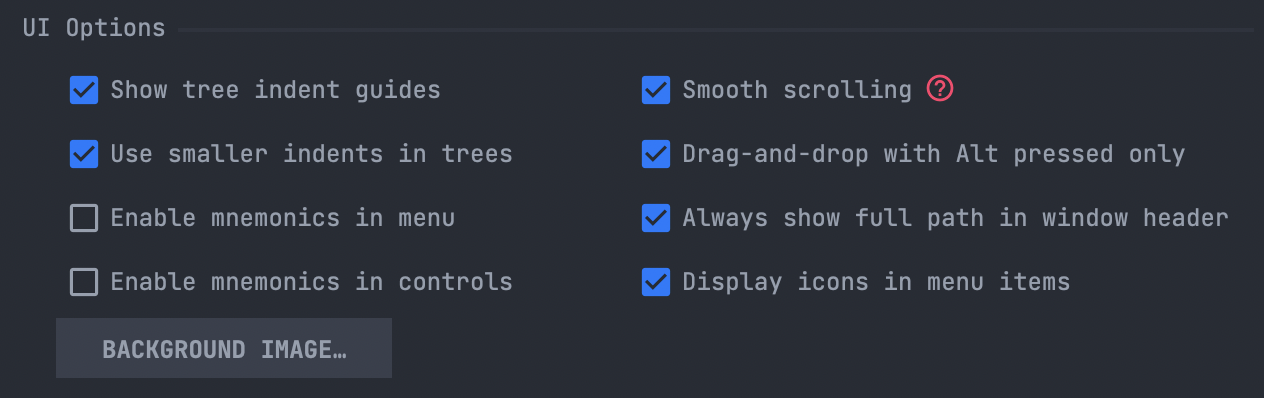 UI Options
Show tree indent guides
Smooth scrolling ?
Use smaller indents in trees
Drag-and-drop with Alt pressed only
Enable mnemonics in menu
Always show full path in window header
Enable mnemonics in controls
Display icons in menu items
BACKGROUND IMAGE…